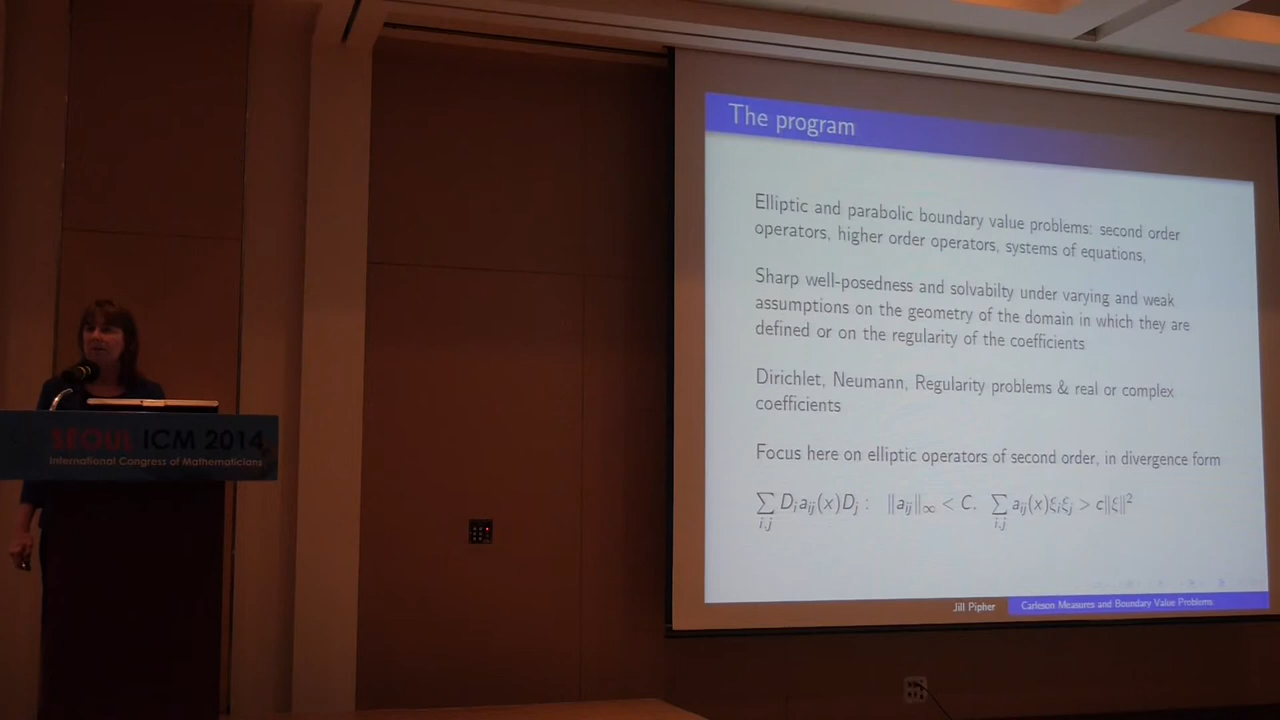 The program
Elliptic and parabolic boundary value problems: second order
operators, higher order operators, systems of equations,
Sharp well-posedness and solvabilty under varying and weak
assumptions on the geometry of the domain in which they are
defined or on the regularity of the coefficients
Dirichlet, Neumann, Regularity problems & real or complex
coefficients
Focus here on elliptic operators of second order, in divergence form
∑_{i,j} D_i a_{ij}(x)D_j : ‖a_{ij}‖_∞ < C. ∑_{i,j} a_{ij}(x)ξ_iξ_j > c‖ξ‖²
Jill Pipher Carleson Measures and Boundary Value Problems
SEOUL ICM 2014
International Congress of Mathematicians